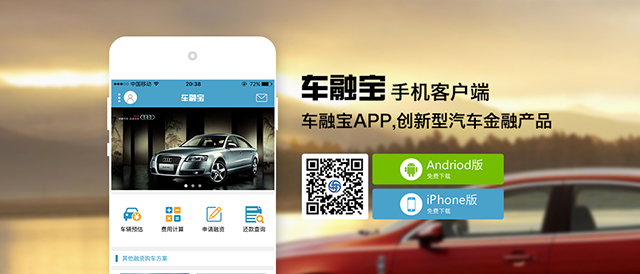 中国移动
20:38
72%
车融宝
车辆预估
费用计算
申请融资
还款查询
其他融资购车方案
车融宝 手机客户端
车融宝APP,创新型汽车金融产品
Andriod版
免费下载
iPhone版
免费下载